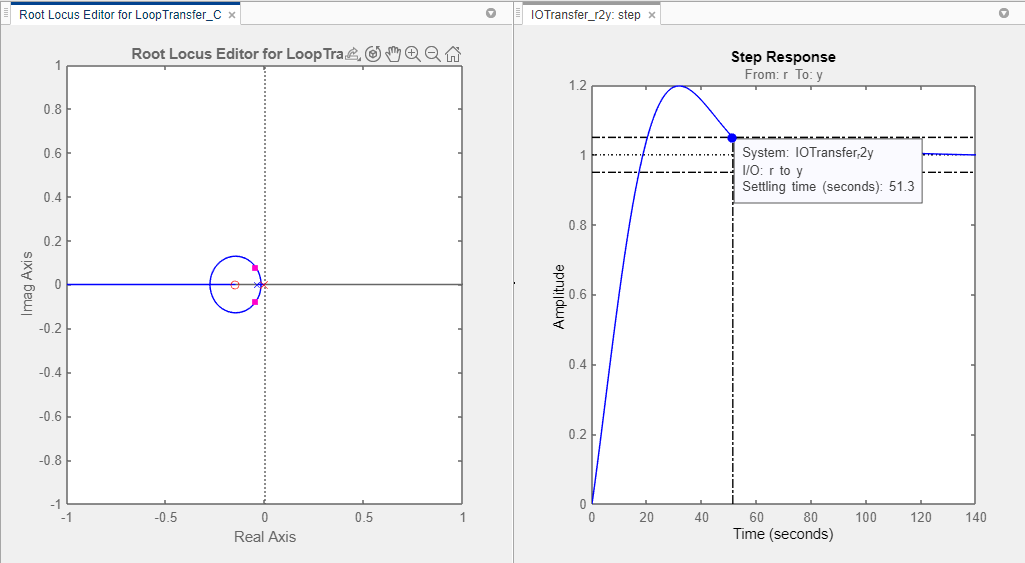 Root Locus Editor for LoopTransfer_C ×
IOTransfer_r2y: step ×
Root Locus Editor for LoopTra
1
0.8
0.6
0.4
0.2
0
-0.2
-0.4
-0.6
-0.8
-1
Imag Axis
-1
-0.5
0
0.5
1
Real Axis
Step Response
From: r To: y
1.2
1
0.8
0.6
0.4
0.2
0
Amplitude
System: IOTransfer_r2y
I/O: r to y
Settling time (seconds): 51.3
0
20
40
60
80
100
120
140
Time (seconds)